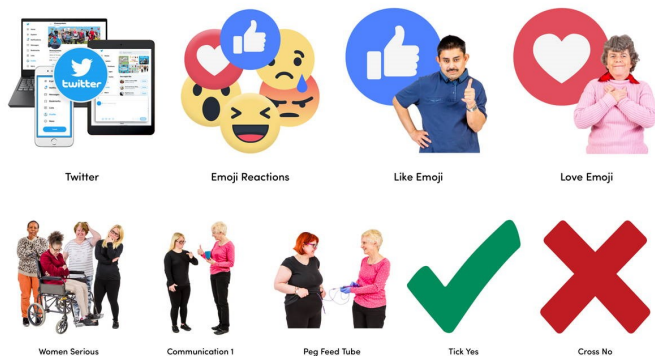 twitter
Twitter
Emoji Reactions
Like Emoji
Love Emoji
Women Serious
Communication 1
Peg Feed Tube
Tick Yes
Cross No